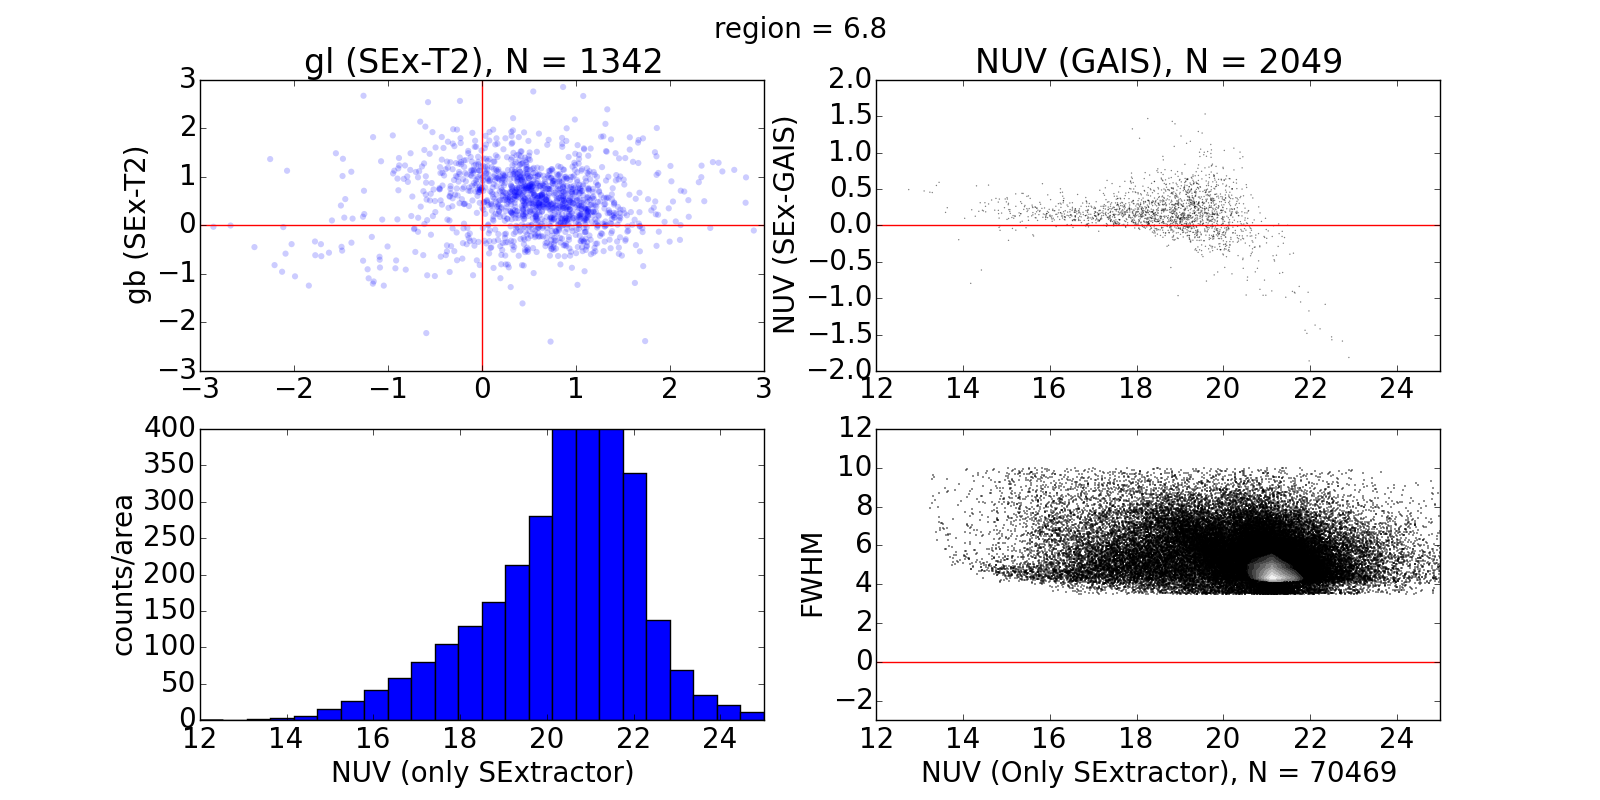 region = 6.8
gl (SEx-T2), N = 1342
NUV (GAIS), N = 2049
gb (SEx-T2)
3
2
1
0
−1
−2
−3
−3 −2 −1 0 1 2 3
NUV (SEx-GAIS)
2.0
1.5
1.0
0.5
0.0
−0.5
−1.0
−1.5
−2.0
12 14 16 18 20 22 24
counts/area
400
350
300
250
200
150
100
50
0
12 14 16 18 20 22 24
NUV (only SExtractor)
FWHM
12
10
8
6
4
2
0
−2
12 14 16 18 20 22 24
NUV (Only SExtractor), N = 70469